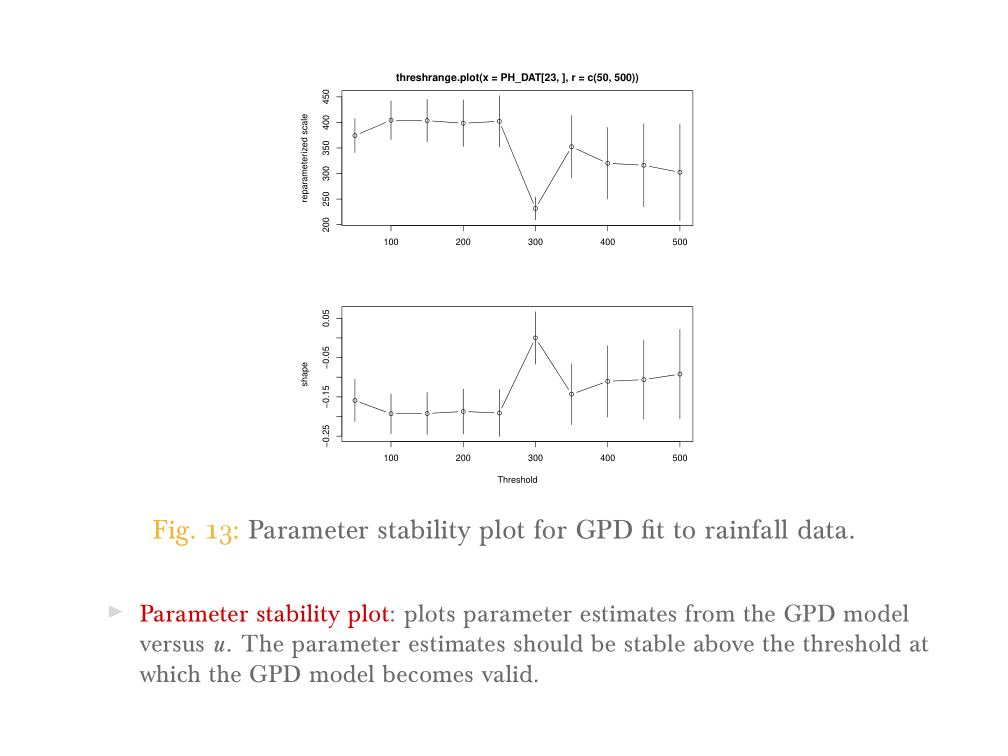 threshrange.plot(x = PH_DAT[23, ], r = c(50, 500))
reparameterized scale
450
400
350
300
250
200
100
200
300
400
500
shape
0.05
−0.05
−0.15
−0.25
100
200
300
400
500
Threshold
Fig. 13: Parameter stability plot for GPD fit to rainfall data.
Parameter stability plot: plots parameter estimates from the GPD model
versus u. The parameter estimates should be stable above the threshold at
which the GPD model becomes valid.